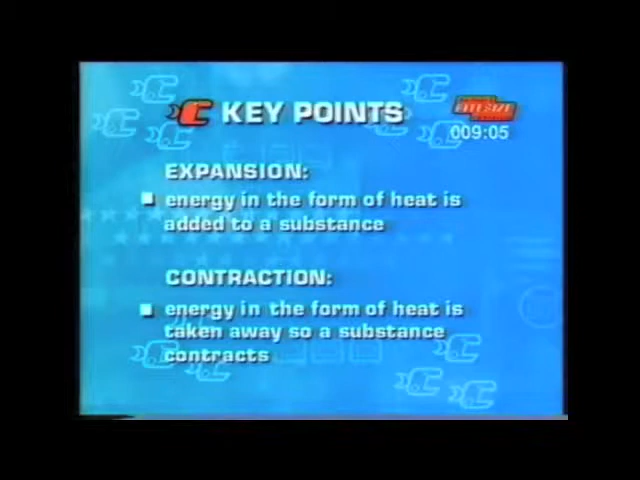 KEY POINTS
BITESIZE
009:05
EXPANSION:
energy in the form of heat is
added to a substance
CONTRACTION:
energy in the form of heat is
taken away so a substance
contracts